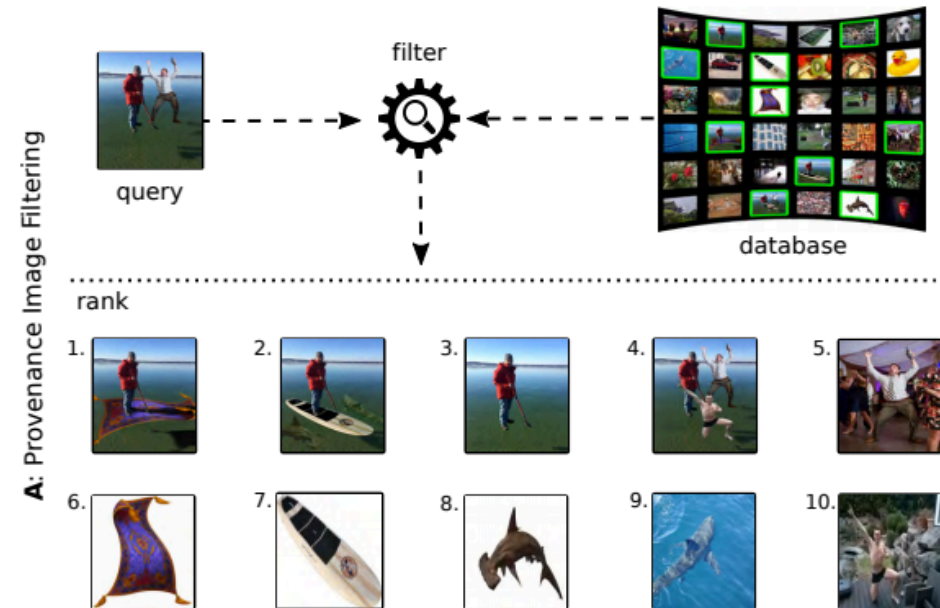 A: Provenance Image Filtering
filter
query
database
rank
1.
2.
3.
4.
5.
6.
7.
8.
9.
10.